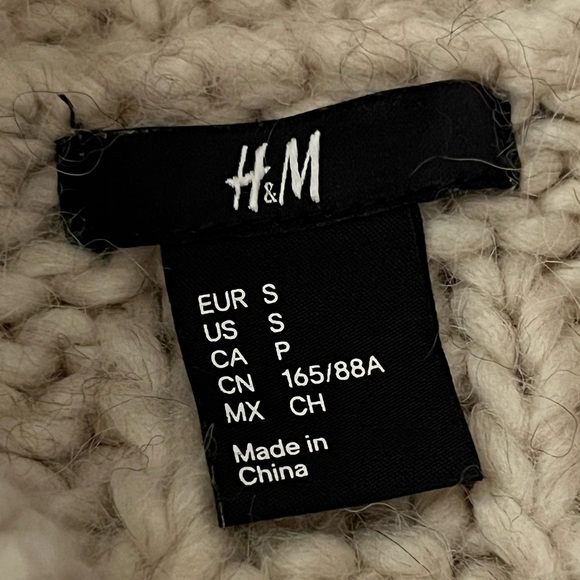 H&M
EUR S
US S
CA P
CN 165/88A
MX CH
Made in
China